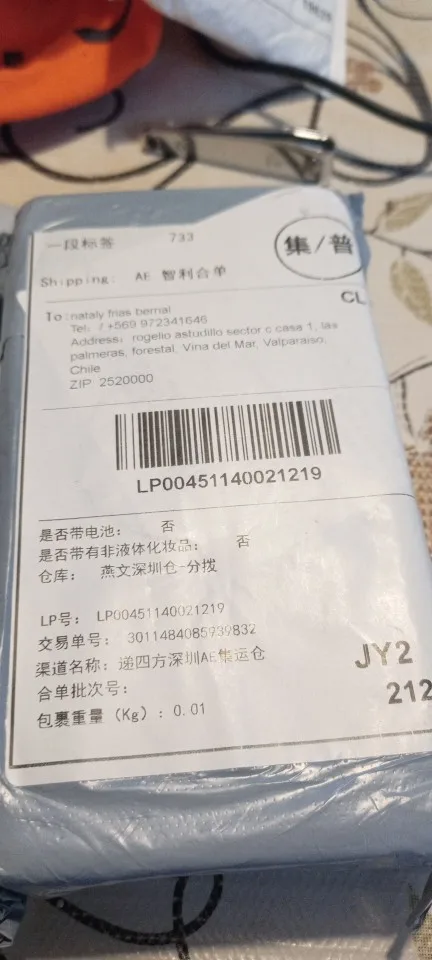 一段标签 733
集/普
Shipping: AE 智利合单
CL
To: nataly frias bernal
Tel: / +569 972341646
Address: rogelio astudillo sector c casa 1, las
palmeras, forestal, Vina del Mar, Valparaiso,
Chile
ZIP 2520000
LP00451140021219
是否带电池: 否
是否带有非液体化妆品: 否
仓库: 燕文深圳仓-分拨
LP号: LP00451140021219
交易单号: 3011484085939832
渠道名称: 递四方深圳AE集运仓
JY2
合单批次号:
212
包裹重量 (Kg) : 0.01